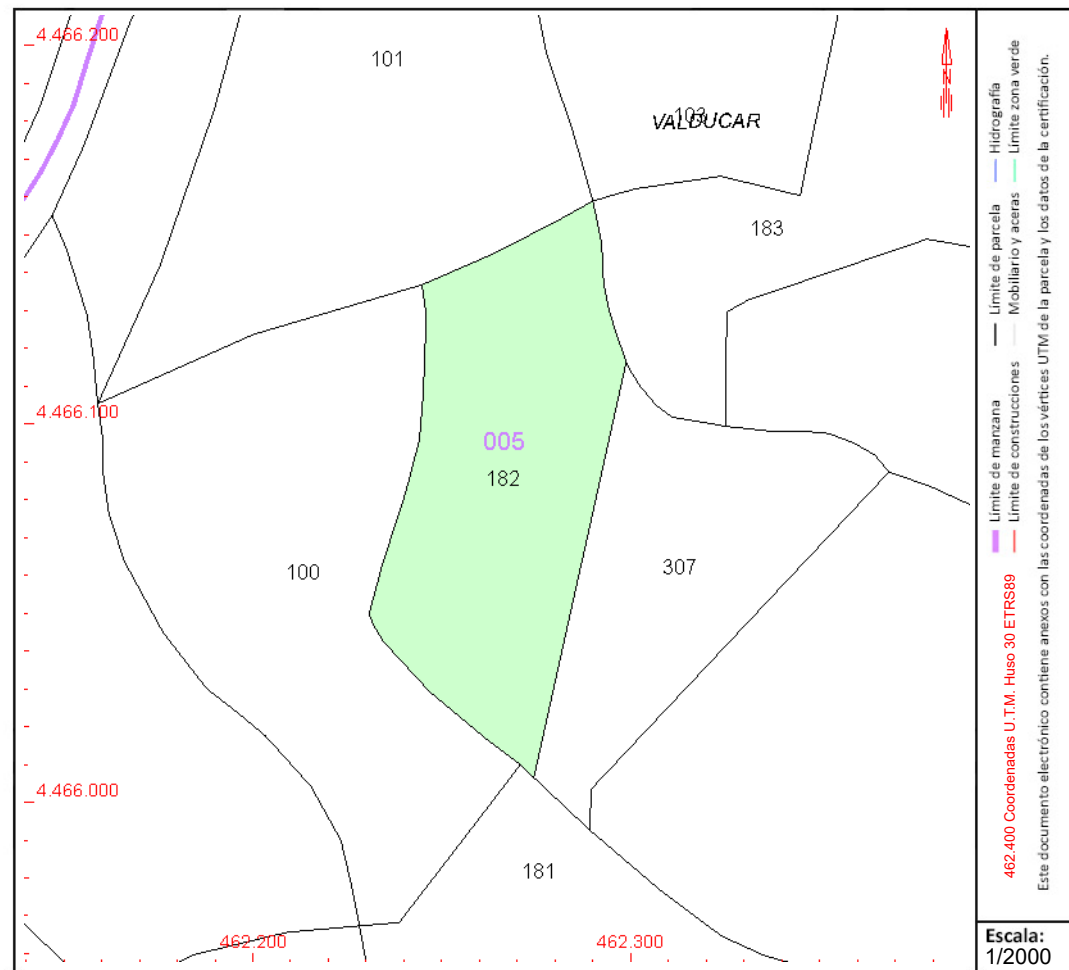 4.466.200
101
103
VALDUCAR
N
183
4.466.100
005
182
100
307
4.466.000
181
462.200
462.300
Límite de manzana
Límite de parcela
Hidrografía
Límite de construcciones
Mobiliario y aceras
Límite zona verde
462.400 Coordenadas U.T.M. Huso 30 ETRS89
Este documento electrónico contiene anexos con las coordenadas de los vértices UTM de la parcela y los datos de la certificación.
Escala:
1/2000